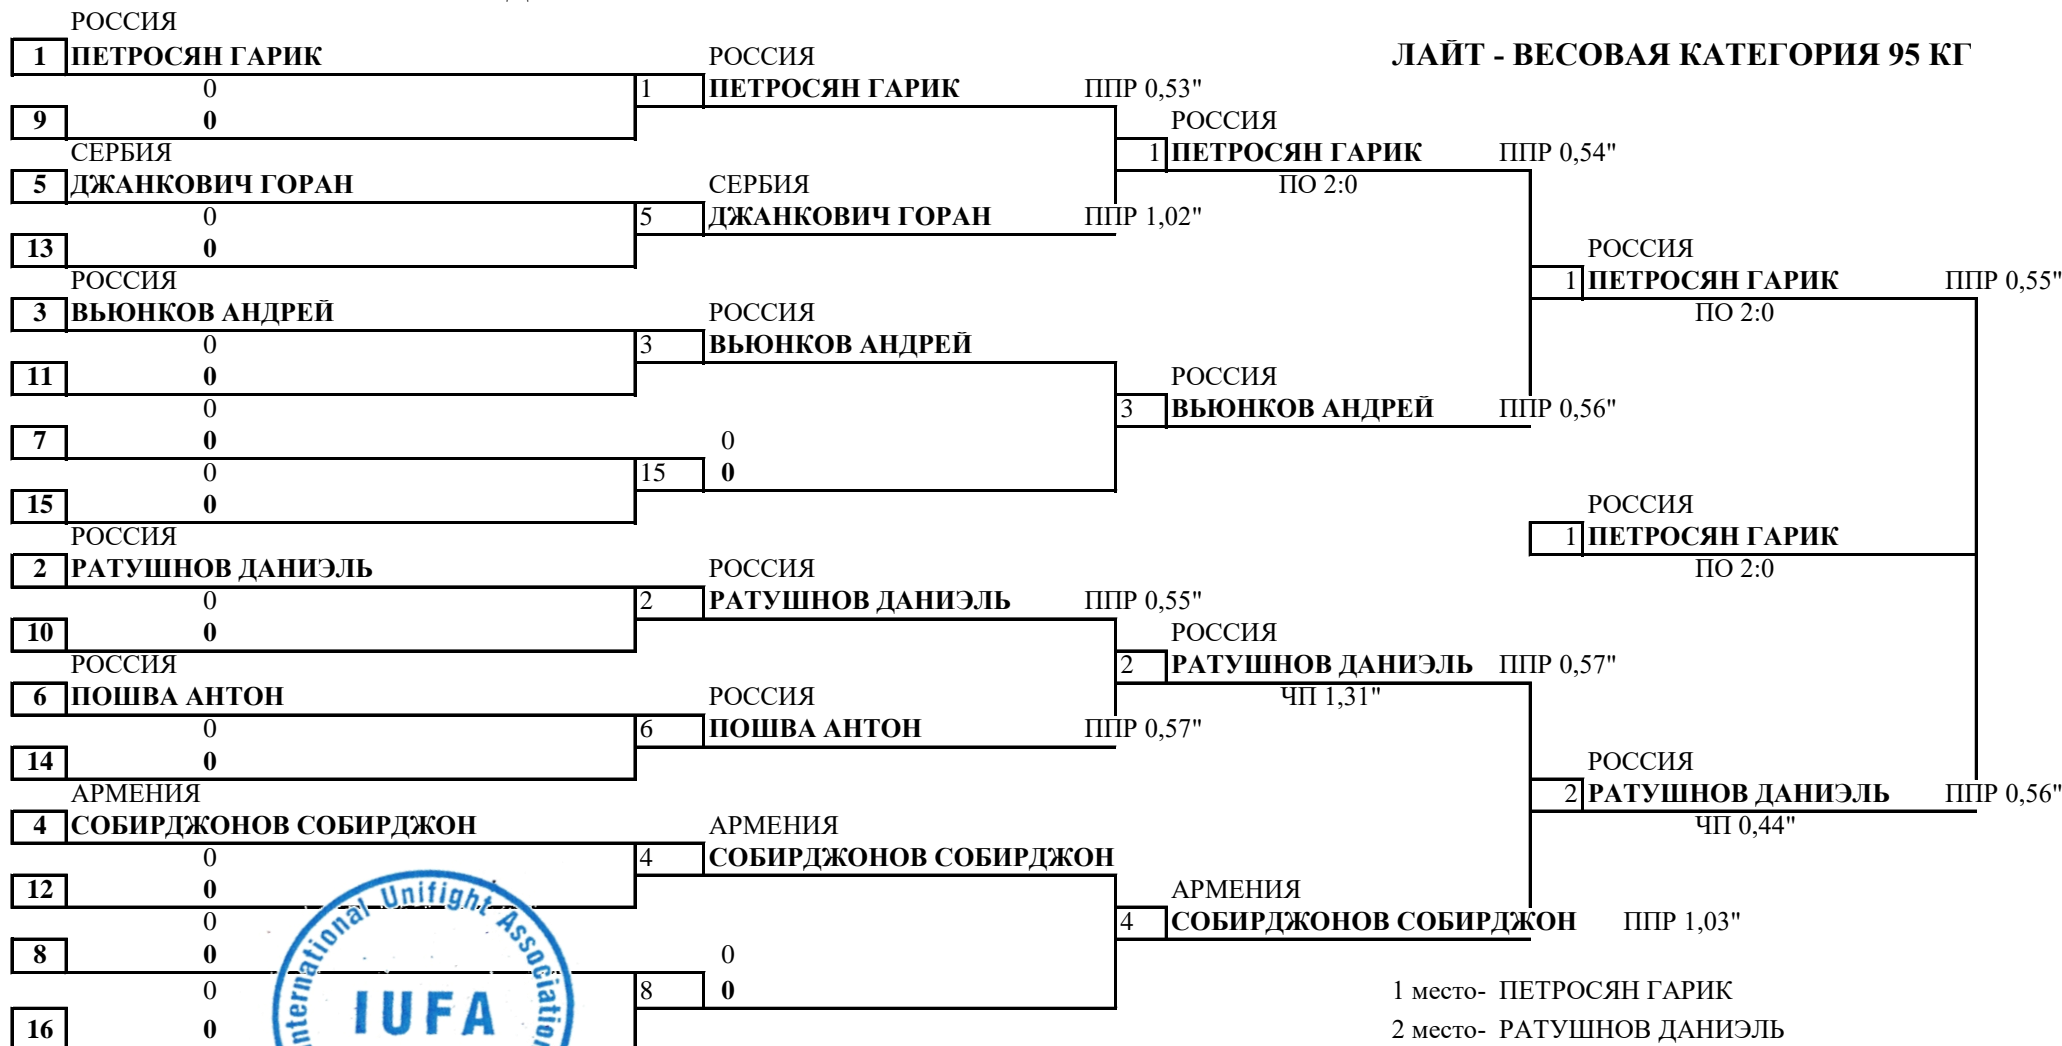 РОССИЯ
1 ПЕТРОСЯН ГАРИК РОССИЯ ЛАЙТ - ВЕСОВАЯ КАТЕГОРИЯ 95 КГ
0 1 ПЕТРОСЯН ГАРИК ППР 0,53"
9 0 РОССИЯ
СЕРБИЯ 1 ПЕТРОСЯН ГАРИК ППР 0,54"
5 ДЖАНКОВИЧ ГОРАН СЕРБИЯ ПО 2:0
0 5 ДЖАНКОВИЧ ГОРАН ППР 1,02"
13 0 РОССИЯ
РОССИЯ 1 ПЕТРОСЯН ГАРИК ППР 0,55"
3 ВЬЮНКОВ АНДРЕЙ РОССИЯ ПО 2:0
0 3 ВЬЮНКОВ АНДРЕЙ
11 0 РОССИЯ
0 3 ВЬЮНКОВ АНДРЕЙ ППР 0,56"
7 0 0
0 15 0
15 0 РОССИЯ
РОССИЯ 1 ПЕТРОСЯН ГАРИК
2 РАТУШНОВ ДАНИЭЛЬ РОССИЯ ПО 2:0
0 2 РАТУШНОВ ДАНИЭЛЬ ППР 0,55"
10 0 РОССИЯ
РОССИЯ 2 РАТУШНОВ ДАНИЭЛЬ ППР 0,57"
6 ПОШВА АНТОН РОССИЯ ЧП 1,31"
0 6 ПОШВА АНТОН ППР 0,57"
14 0 РОССИЯ
АРМЕНИЯ 2 РАТУШНОВ ДАНИЭЛЬ ППР 0,56"
4 СОБИРДЖОНОВ СОБИРДЖОН АРМЕНИЯ ЧП 0,44"
0 4 СОБИРДЖОНОВ СОБИРДЖОН
12 0 АРМЕНИЯ
0 4 СОБИРДЖОНОВ СОБИРДЖОН ППР 1,03"
8 0 0
0 8 0 1 место- ПЕТРОСЯН ГАРИК
16 0 2 место- РАТУШНОВ ДАНИЭЛЬ
International Unifight Association
IUFA